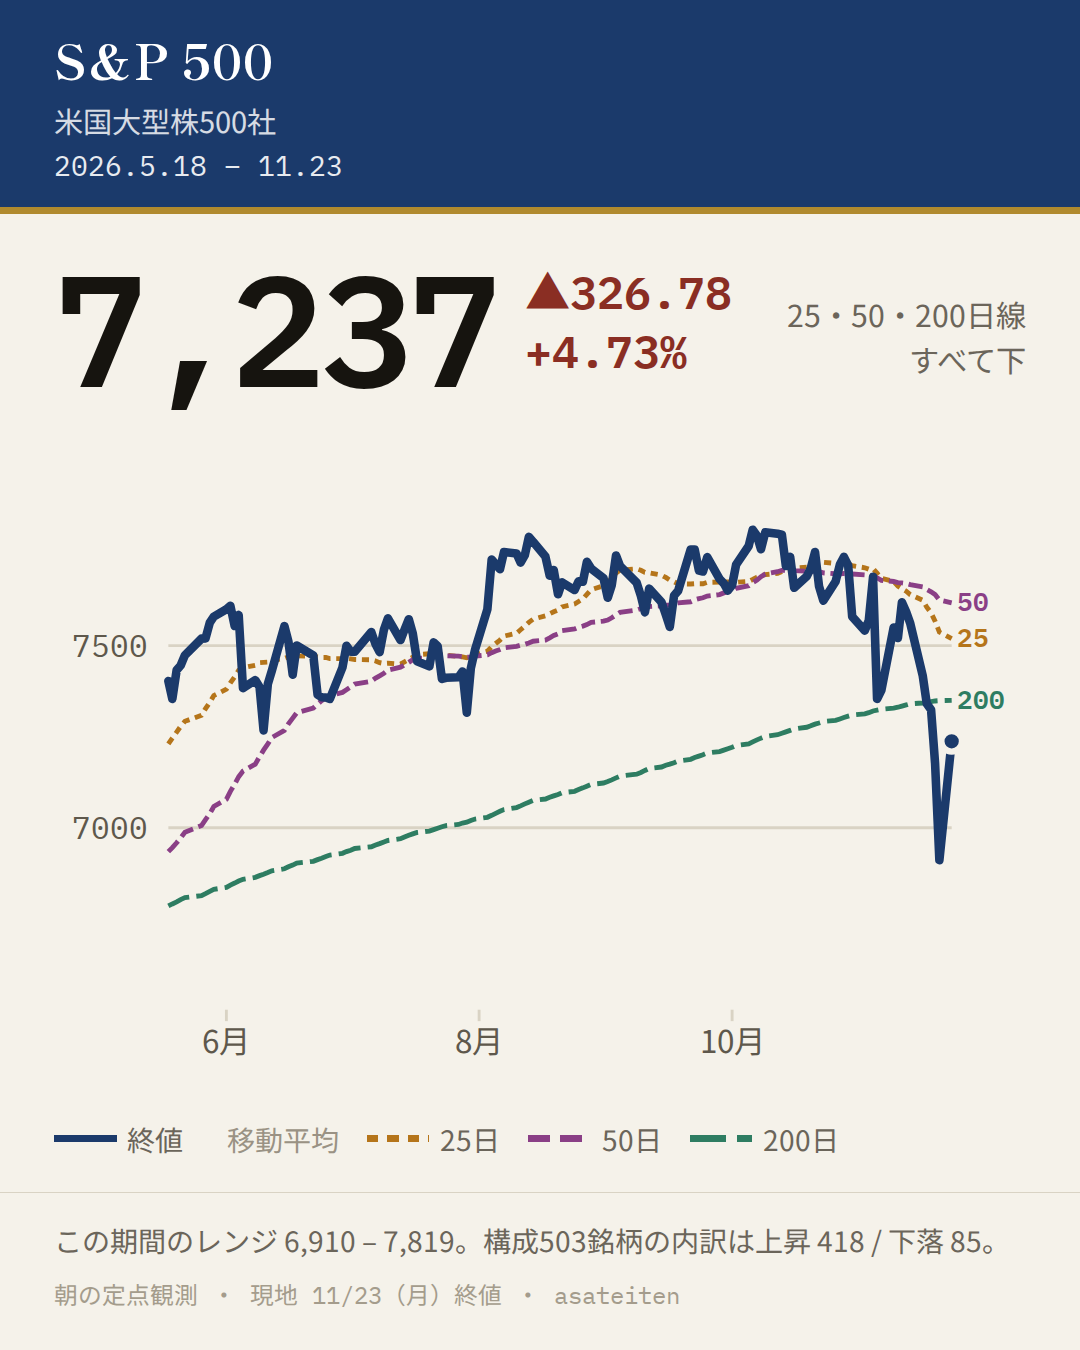 S&P 500
米国大型株500社
2026.5.18 – 11.23
7,237
▲326.78
+4.73%
25・50・200日線
すべて下
50
25
7500
200
7000
6月
8月
10月
終値
移動平均
25日
50日
200日
この期間のレンジ 6,910 – 7,819。構成503銘柄の内訳は上昇 418 / 下落 85。
朝の定点観測 ・ 現地 11/23（月）終値 ・ asateiten